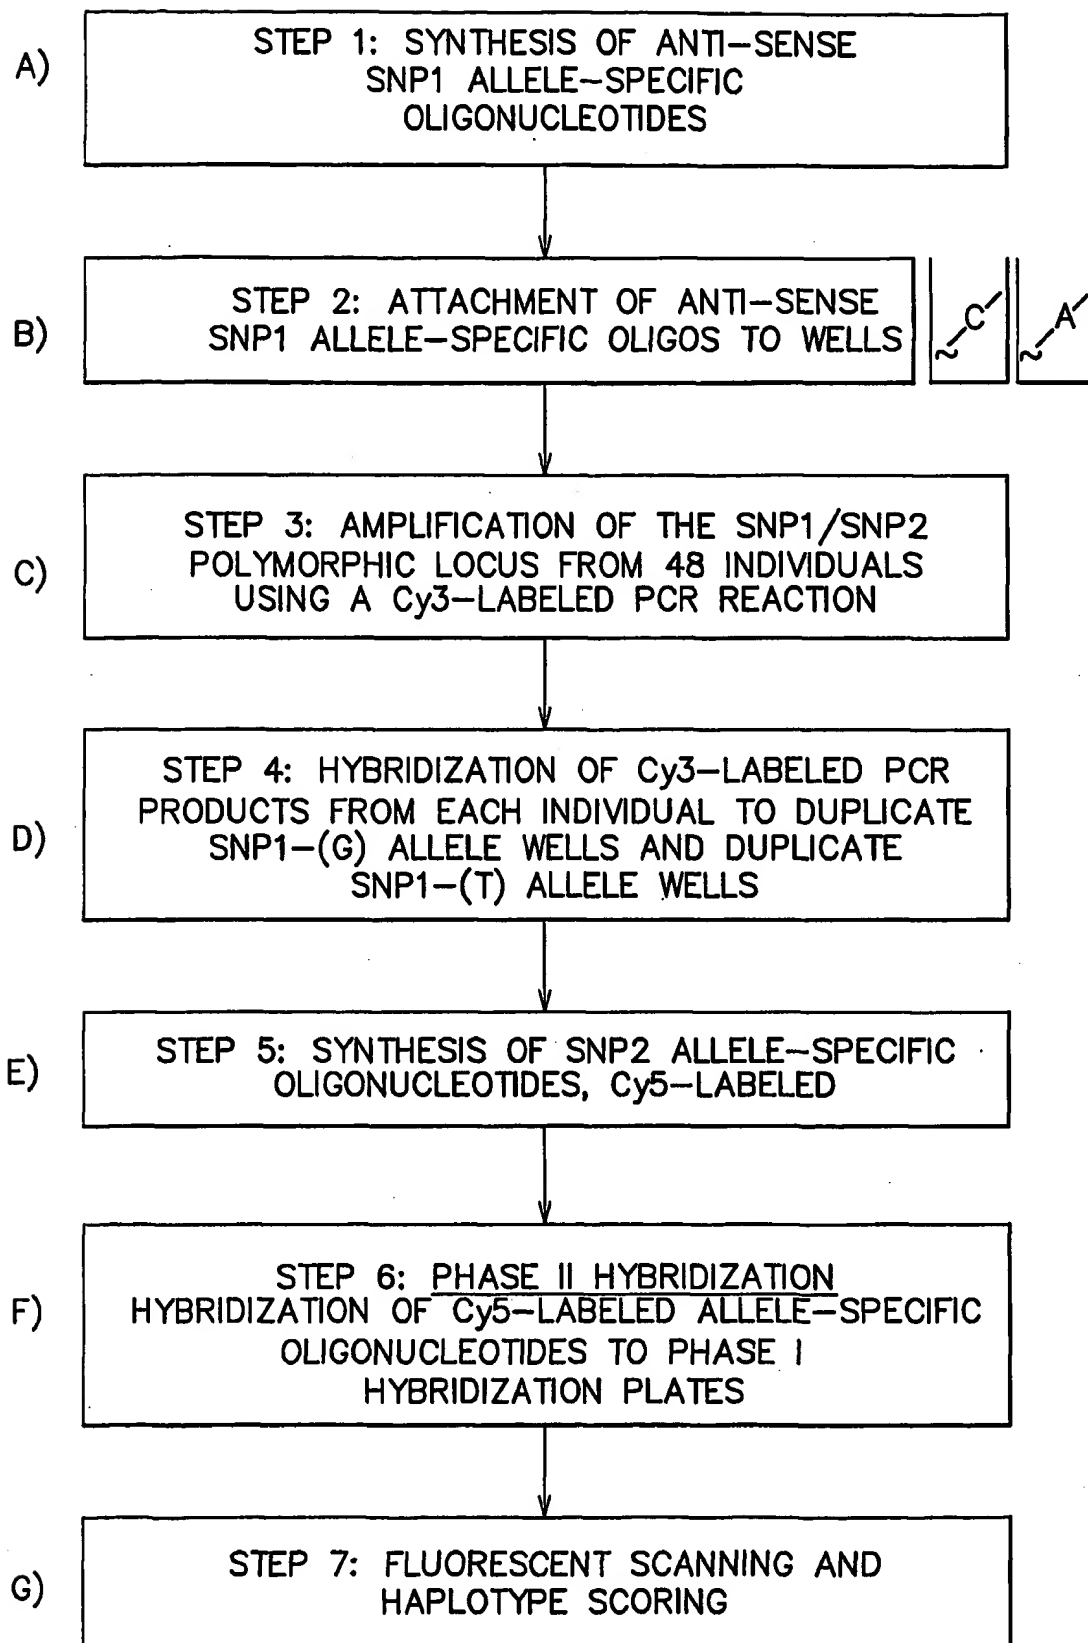 A)
STEP 1: SYNTHESIS OF ANTI-SENSE
SNP1 ALLELE-SPECIFIC
OLIGONUCLEOTIDES
B)
STEP 2: ATTACHMENT OF ANTI-SENSE
SNP1 ALLELE-SPECIFIC OLIGOS TO WELLS
~C
~A
C)
STEP 3: AMPLIFICATION OF THE SNP1/SNP2
POLYMORPHIC LOCUS FROM 48 INDIVIDUALS
USING A Cy3-LABELED PCR REACTION
D)
STEP 4: HYBRIDIZATION OF Cy3-LABELED PCR
PRODUCTS FROM EACH INDIVIDUAL TO DUPLICATE
SNP1-(G) ALLELE WELLS AND DUPLICATE
SNP1-(T) ALLELE WELLS
E)
STEP 5: SYNTHESIS OF SNP2 ALLELE-SPECIFIC
OLIGONUCLEOTIDES, Cy5-LABELED
F)
STEP 6: PHASE II HYBRIDIZATION
HYBRIDIZATION OF Cy5-LABELED ALLELE-SPECIFIC
OLIGONUCLEOTIDES TO PHASE I
HYBRIDIZATION PLATES
G)
STEP 7: FLUORESCENT SCANNING AND
HAPLOTYPE SCORING